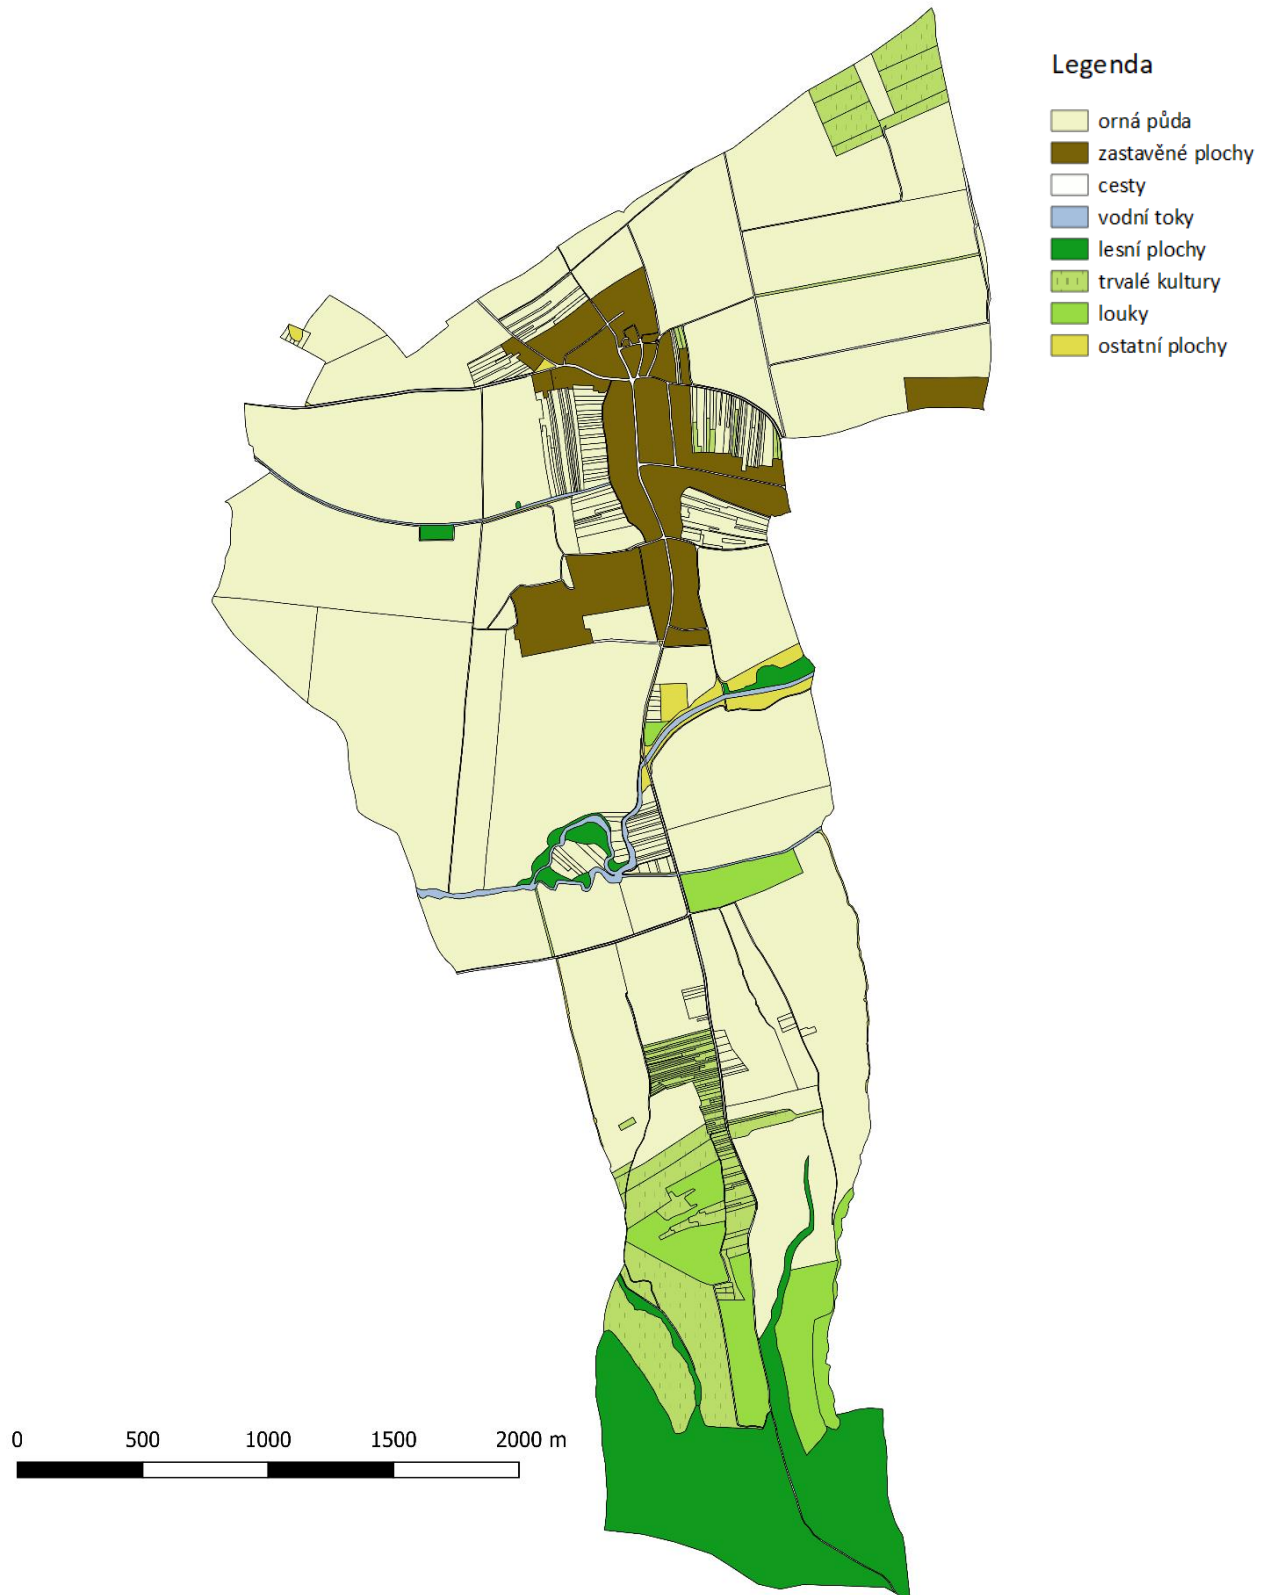 Legenda
orná půda
zastavěné plochy
cesty
vodní toky
lesní plochy
trvalé kultury
louky
ostatní plochy
0 500 1000 1500 2000 m